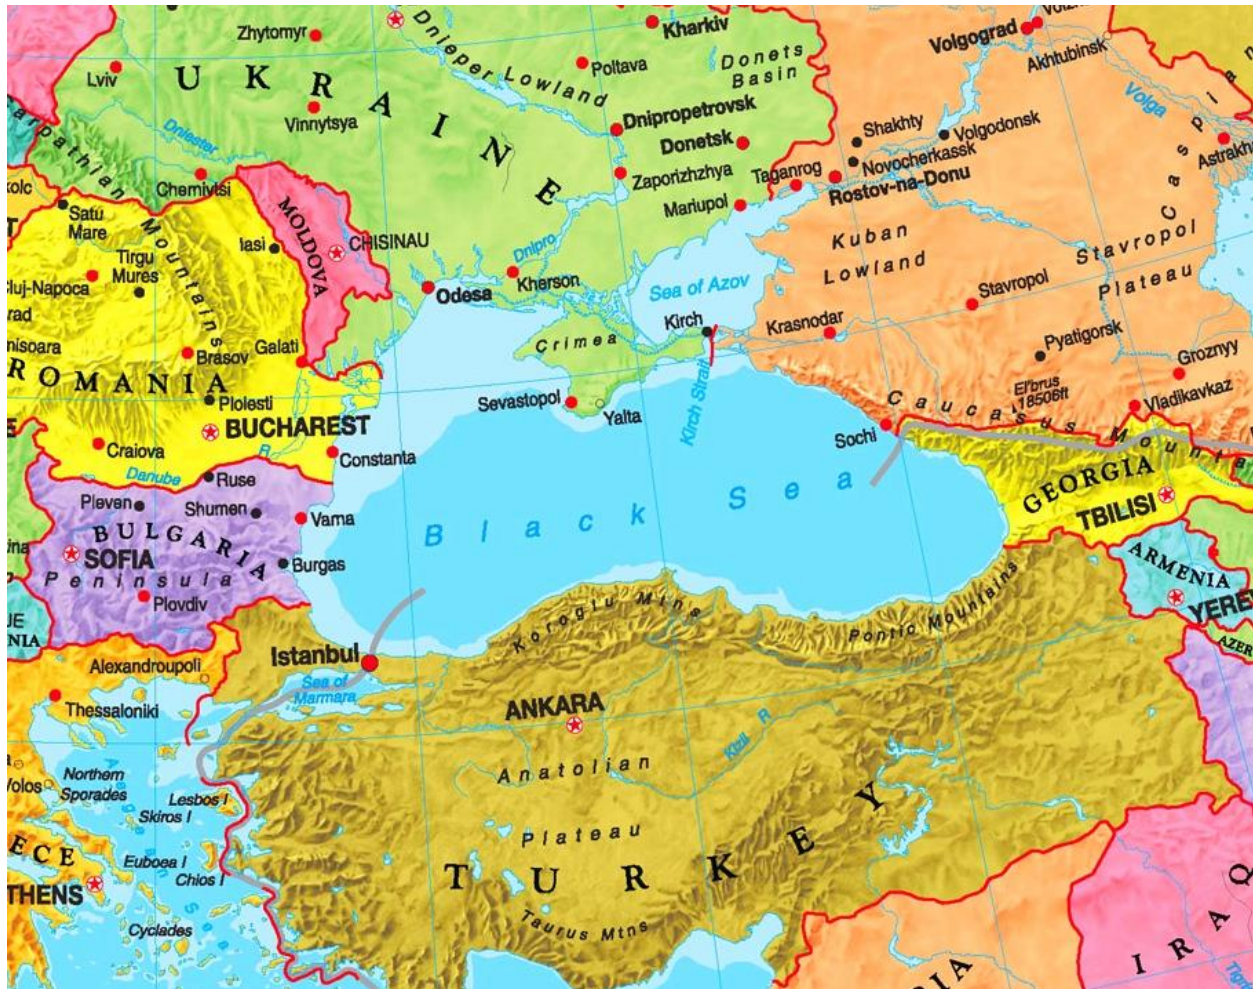 Zhytomyr
Dnieper Lowland
Kharkiv
Volgograd
Akhtubinsk
Lviv
UKRAINE
Poltava
Donets
Basin
Volga
Vinnytsya
Dniester
Dnipropetrovsk
Donetsk
Shakhty
Volgodonsk
Novocherkassk
Carpathian Mountains
Chernivtsi
Zaporizhzhya
Taganrog
Rostov-na-Donu
Mariupol
Satu
Mare
MOLDOVA
Iasi
CHISINAU
Tirgu
Mures
Cluj-Napoca
Dnipro
Kherson
Odesa
Sea of Azov
Kuban
Lowland
Stavropol
Plateau
Stavropol
Kirch
Krasnodar
Crimea
Kirch Strait
Pyatigorsk
Groznyy
Brasov
Galati
ROMANIA
Plolesti
BUCHAREST
Sevastopol
Yalta
El'brus
18506ft
Vladikavkaz
Caucasus
Sochi
Craiova
Danube
R
Constanta
Ruse
Pleven
Shumen
Varna
BULGARIA
SOFIA
Peninsula
Burgas
Plovdiv
Black Sea
GEORGIA
TBILISI
ARMENIA
Koroglu Mtns
Pontic Mountains
Istanbul
Alexandroupoli
Sea of
Marmara
Thessaloniki
ANKARA
Kizil R
Anatolian
Plateau
TURKEY
Northern
Sporades
Lesbos I
Skiros I
Euboea I
Chios I
Aegean Sea
Cyclades
Taurus Mtns
IRAQ